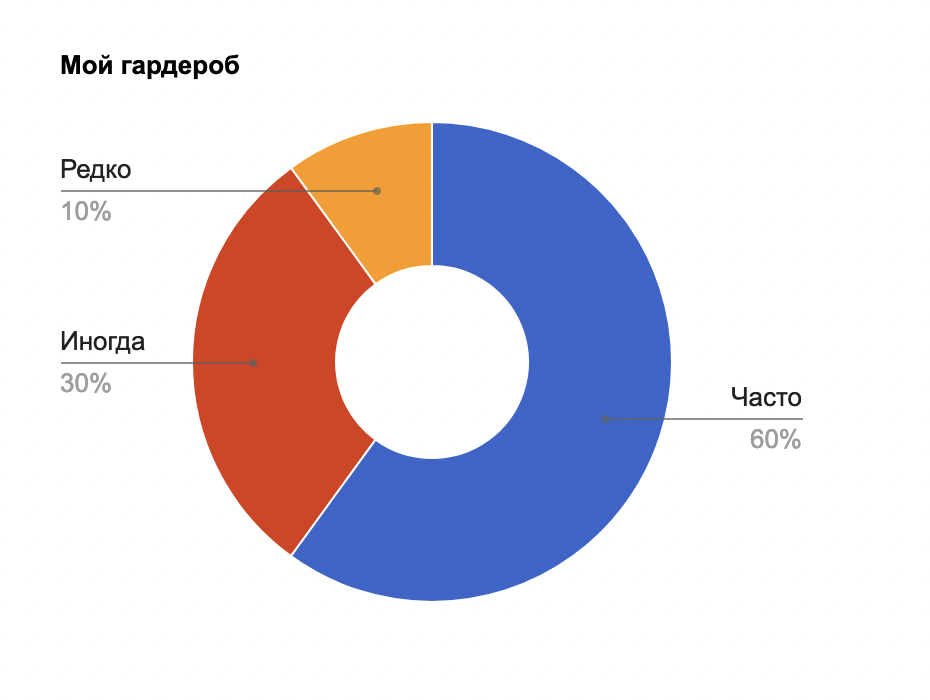 Мой гардероб
Редко
10%
Иногда
30%
Часто
60%